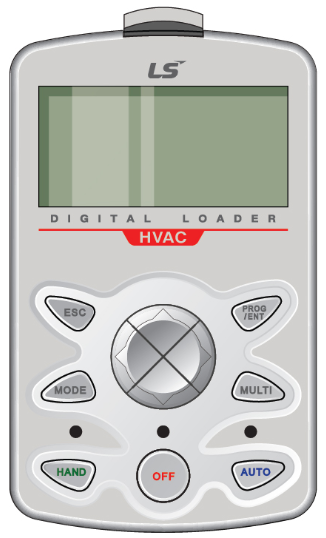 LS
DIGITAL LOADER
HVAC
ESC
PROG
/ENT
MODE
MULTI
HAND
OFF
AUTO